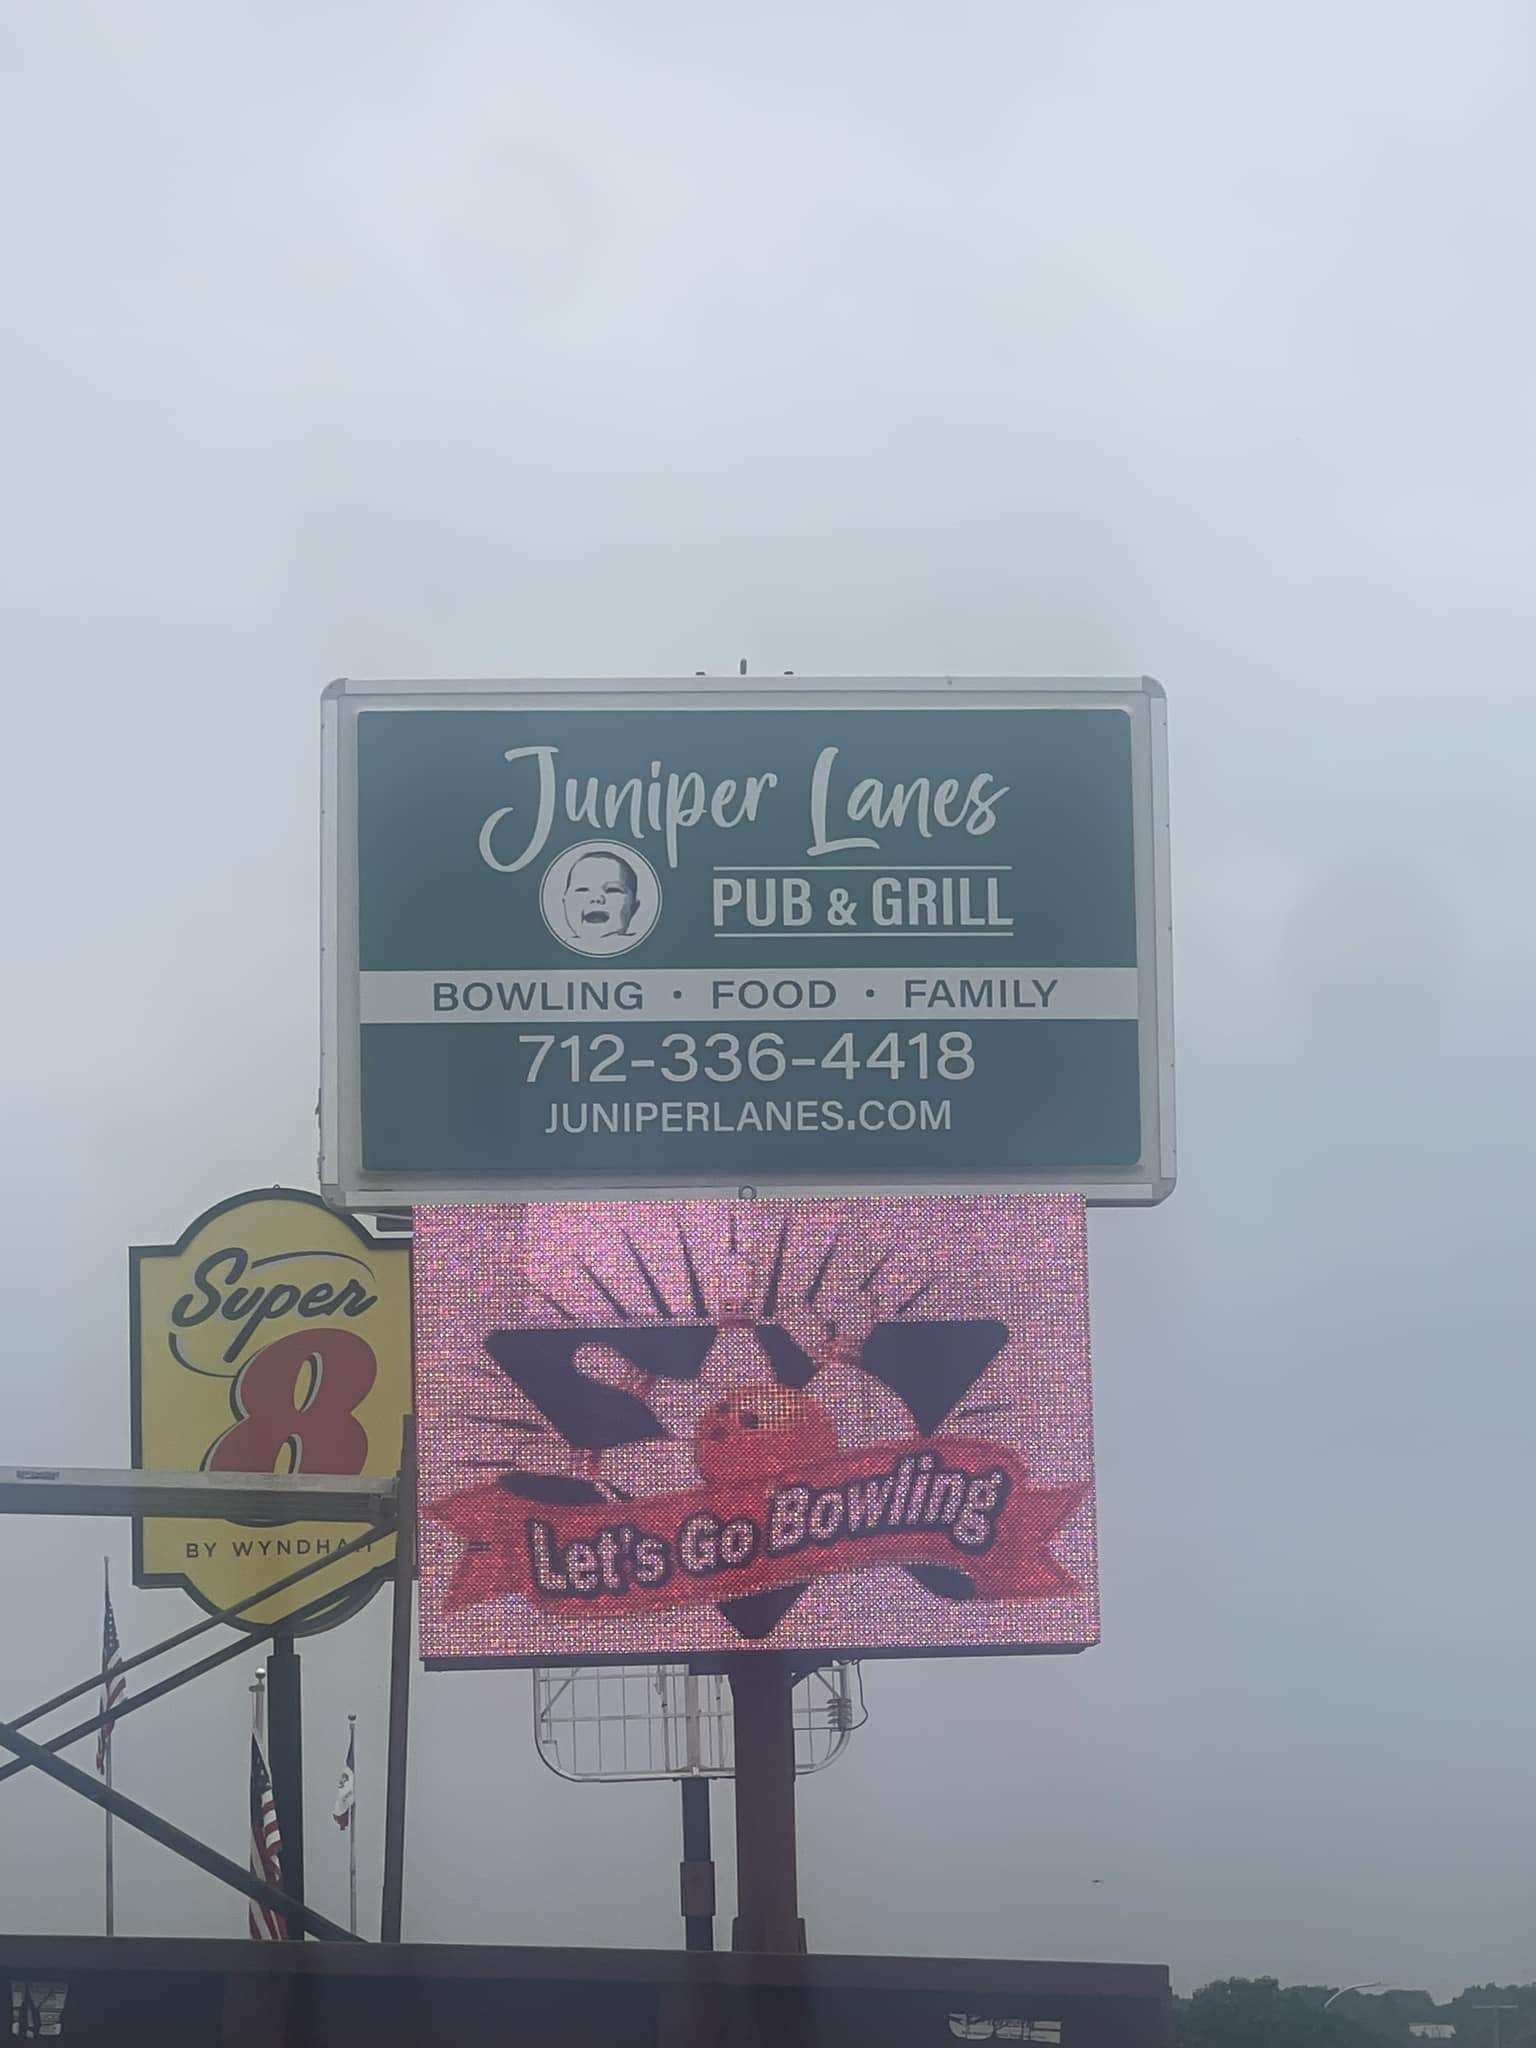 Juniper Lanes
PUB & GRILL
BOWLING • FOOD • FAMILY
712-336-4418
JUNIPERLANES.COM
Super
8
BY WYNDHAM
Let's Go Bowling